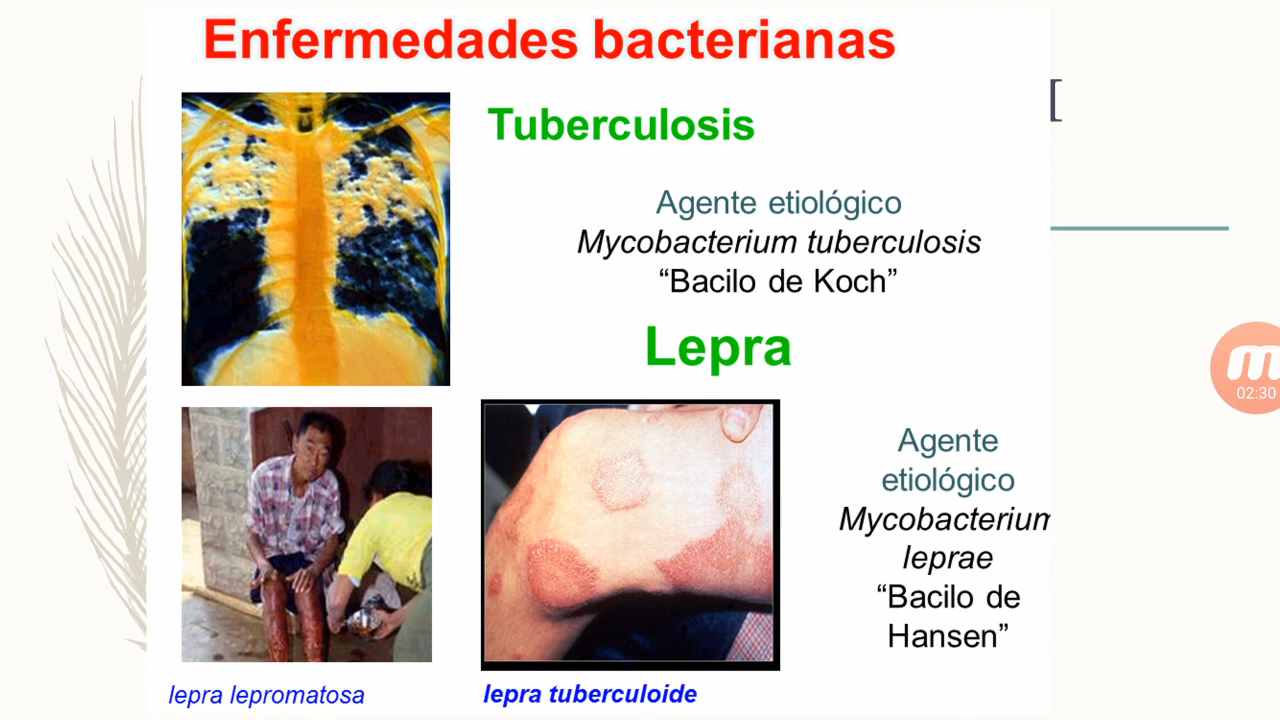 Enfermedades bacterianas
Tuberculosis
Agente etiológico
Mycobacterium tuberculosis
“Bacilo de Koch”
Lepra
Agente
etiológico
Mycobacterium
leprae
“Bacilo de
Hansen”
lepra lepromatosa
lepra tuberculoide
02:30